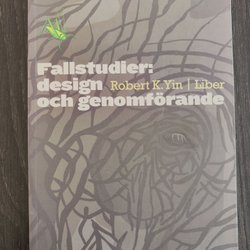 Fallstudier:
design Robert K. Yin | Liber
och genomförande